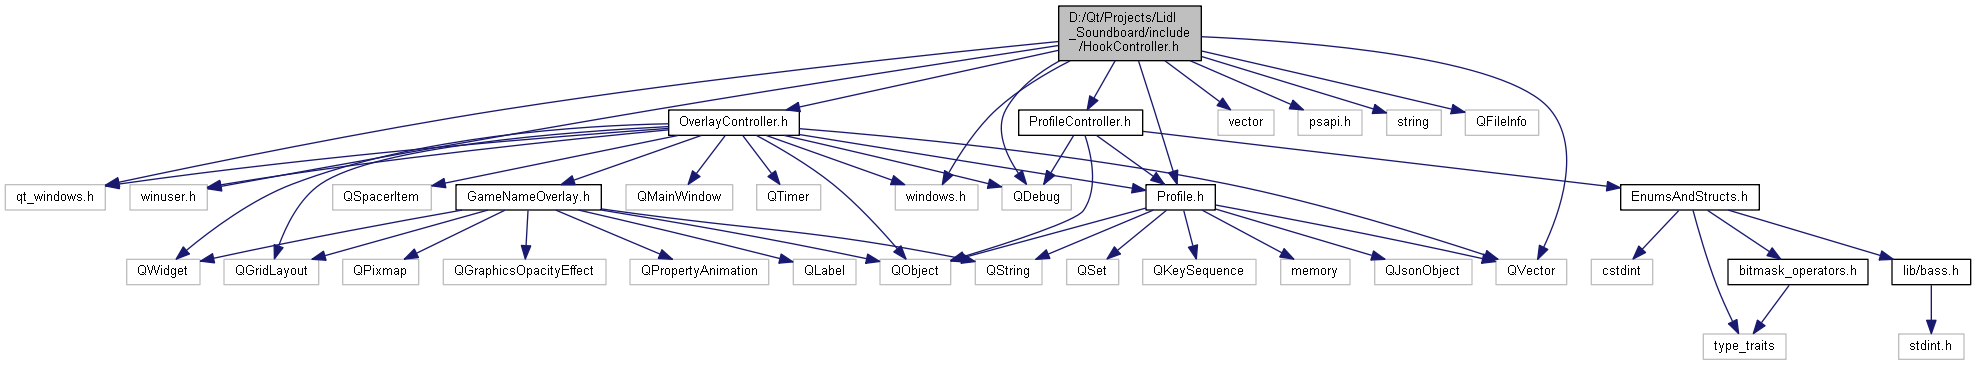 D:/Qt/Projects/Lidl
_Soundboard/include
/HookController.h
OverlayController.h
ProfileController.h
vector
psapi.h
string
QFileInfo
qt_windows.h
winuser.h
QSpacerItem
GameNameOverlay.h
QMainWindow
QTimer
windows.h
QDebug
Profile.h
EnumsAndStructs.h
QWidget
QGridLayout
QPixmap
QGraphicsOpacityEffect
QPropertyAnimation
QLabel
QObject
QString
QSet
QKeySequence
memory
QJsonObject
QVector
cstdint
bitmask_operators.h
lib/bass.h
type_traits
stdint.h